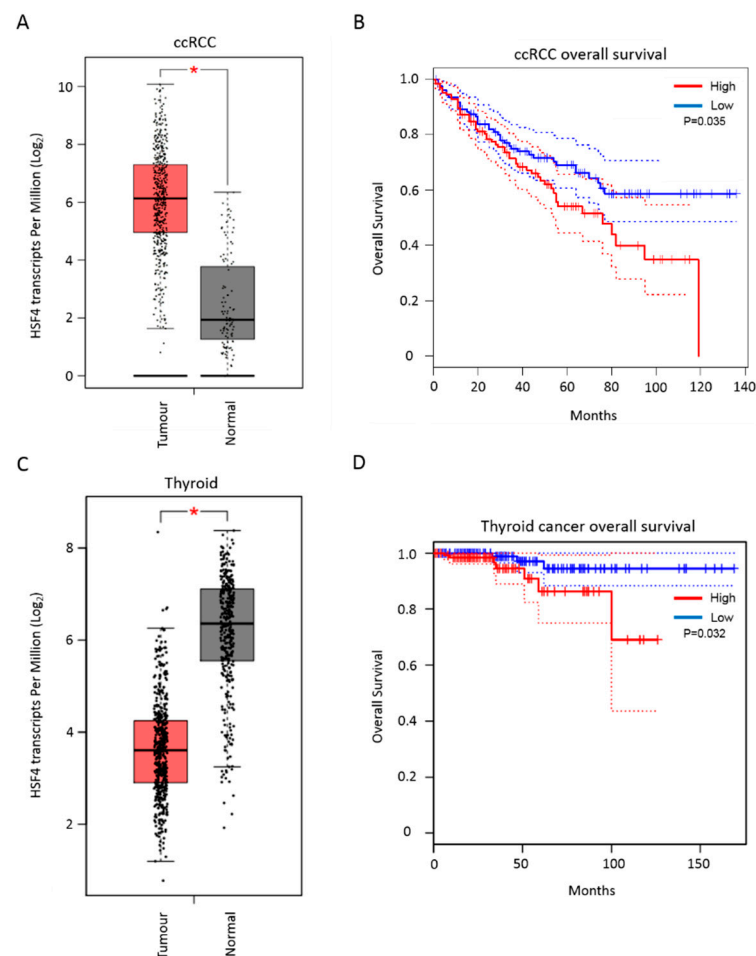 A
ccRCC
*
HSF4 transcripts Per Million (Log2)
10
8
6
4
2
0
Tumour
Normal
B
ccRCC overall survival
High
Low
P=0.035
Overall Survival
1.0
0.8
0.6
0.4
0.2
0
0 20 40 60 80 100 120 140
Months
C
Thyroid
*
HSF4 transcripts Per Million (Log2)
8
6
4
2
Tumour
Normal
D
Thyroid cancer overall survival
High
Low
P=0.032
Overall Survival
1.0
0.8
0.6
0.4
0.2
0
0 50 100 150
Months